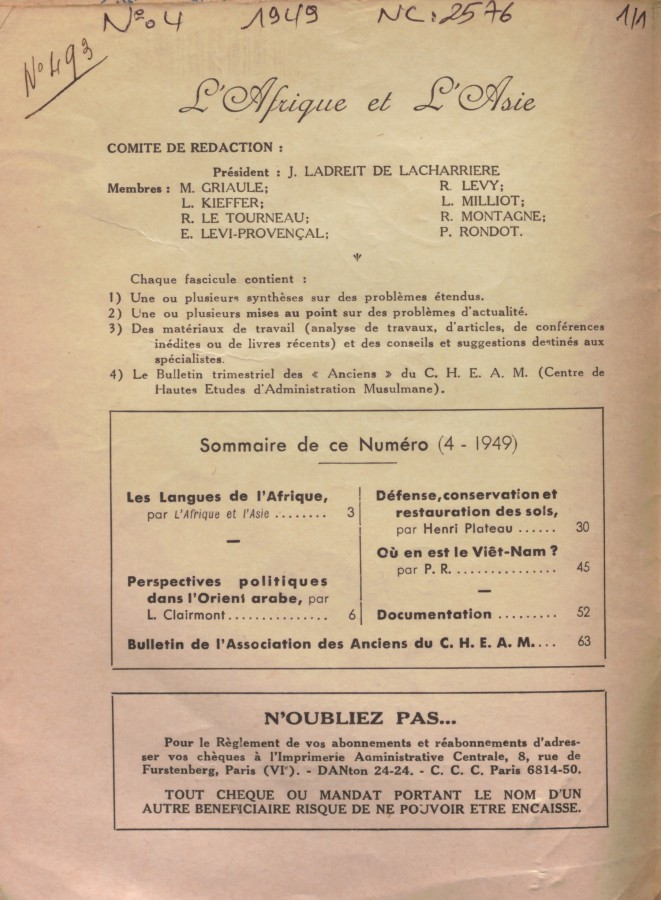 N°o4 1949 NC:2576 1/1
N°493
L'Afrique et L'Asie
COMITE DE REDACTION :
Président : J. LADREIT DE LACHARRIERE
Membres : M. GRIAULE; R. LEVY;
L. KIEFFER; L. MILLIOT;
R. LE TOURNEAU; R. MONTAGNE;
E. LEVI-PROVENÇAL; P. RONDOT.
Chaque fascicule contient :
1) Une ou plusieurs synthèses sur des problèmes étendus.
2) Une ou plusieurs mises au point sur des problèmes d'actualité.
3) Des matériaux de travail (analyse de travaux, d'articles, de conférences
inédites ou de livres récents) et des conseils et suggestions destinés aux
spécialistes.
4) Le Bulletin trimestriel des « Anciens » du C. H. E. A. M. (Centre de
Hautes Etudes d'Administration Musulmane).
Sommaire de ce Numéro (4 - 1949)
Les Langues de l'Afrique,
par L'Afrique et l'Asie ........ 3
Perspectives politiques
dans l'Orient arabe, par
L. Clairmont............... 6
Défense, conservation et
restauration des sols,
par Henri Plateau ...... 30
Où en est le Viêt-Nam ?
par P. R. ............... 45
Documentation ......... 52
Bulletin de l'Association des Anciens du C. H. E. A. M.... 63
N'OUBLIEZ PAS...
Pour le Règlement de vos abonnements et réabonnements d'adres-
ser vos chèques à l'Imprimerie Aoministrative Centrale, 8, rue de
Furstenberg, Paris (VIe). - DANton 24-24. - C. C. C. Paris 6814-50.
TOUT CHEQUE OU MANDAT PORTANT LE NOM D'UN
AUTRE BENEFICIAIRE RISQUE DE NE POUVOIR ETRE ENCAISSE.